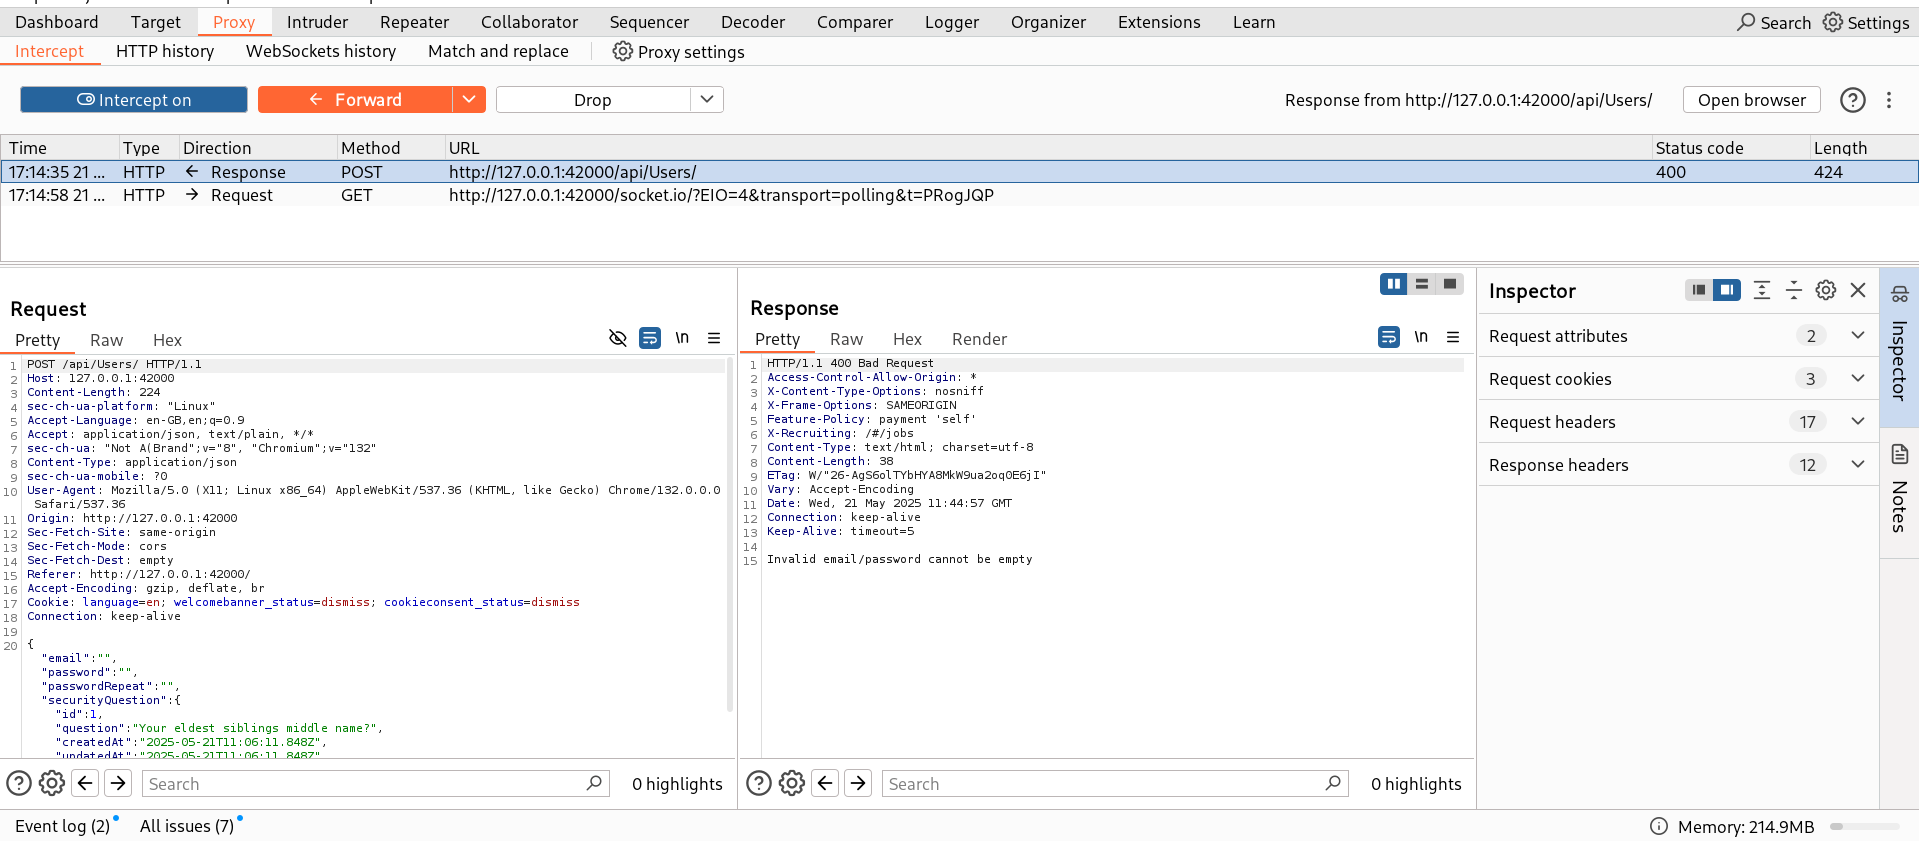 Dashboard Target Proxy Intruder Repeater Collaborator Sequencer Decoder Comparer Logger Organizer Extensions Learn Search Settings
Intercept HTTP history WebSockets history Match and replace Proxy settings
Intercept on Forward Drop Response from http://127.0.0.1:42000/api/Users/ Open browser
Time Type Direction Method URL Status code Length
17:14:35 21 ... HTTP ← Response POST http://127.0.0.1:42000/api/Users/ 400 424
17:14:58 21 ... HTTP → Request GET http://127.0.0.1:42000/socket.io/?EIO=4&transport=polling&t=PRogJQP
Request
Pretty Raw Hex \n
1 POST /api/Users/ HTTP/1.1
2 Host: 127.0.0.1:42000
3 Content-Length: 224
4 sec-ch-ua-platform: "Linux"
5 Accept-Language: en-GB,en;q=0.9
6 Accept: application/json, text/plain, */*
7 sec-ch-ua: "Not A(Brand";v="8", "Chromium";v="132"
8 Content-Type: application/json
9 sec-ch-ua-mobile: ?0
10 User-Agent: Mozilla/5.0 (X11; Linux x86_64) AppleWebKit/537.36 (KHTML, like Gecko) Chrome/132.0.0.0
Safari/537.36
11 Origin: http://127.0.0.1:42000
12 Sec-Fetch-Site: same-origin
13 Sec-Fetch-Mode: cors
14 Sec-Fetch-Dest: empty
15 Referer: http://127.0.0.1:42000/
16 Accept-Encoding: gzip, deflate, br
17 Cookie: language=en; welcomebanner_status=dismiss; cookieconsent_status=dismiss
18 Connection: keep-alive
19
20 {
"email":"",
"password":"",
"passwordRepeat":"",
"securityQuestion":{
"id":1,
"question":"Your eldest siblings middle name?",
"createdAt":"2025-05-21T11:06:11.848Z",
"updatedAt":"2025-05-21T11:06:11.848Z"
Search 0 highlights
Response
Pretty Raw Hex Render \n
1 HTTP/1.1 400 Bad Request
2 Access-Control-Allow-Origin: *
3 X-Content-Type-Options: nosniff
4 X-Frame-Options: SAMEORIGIN
5 Feature-Policy: payment 'self'
6 X-Recruiting: /#/jobs
7 Content-Type: text/html; charset=utf-8
8 Content-Length: 38
9 ETag: W/"26-AgS6olTYbHYA8MkW9ua2oq0E6jI"
10 Vary: Accept-Encoding
11 Date: Wed, 21 May 2025 11:44:57 GMT
12 Connection: keep-alive
13 Keep-Alive: timeout=5
14
15 Invalid email/password cannot be empty
Search 0 highlights
Inspector
Request attributes 2
Request cookies 3
Request headers 17
Response headers 12
Inspector
Notes
Event log (2) All issues (7) Memory: 214.9MB